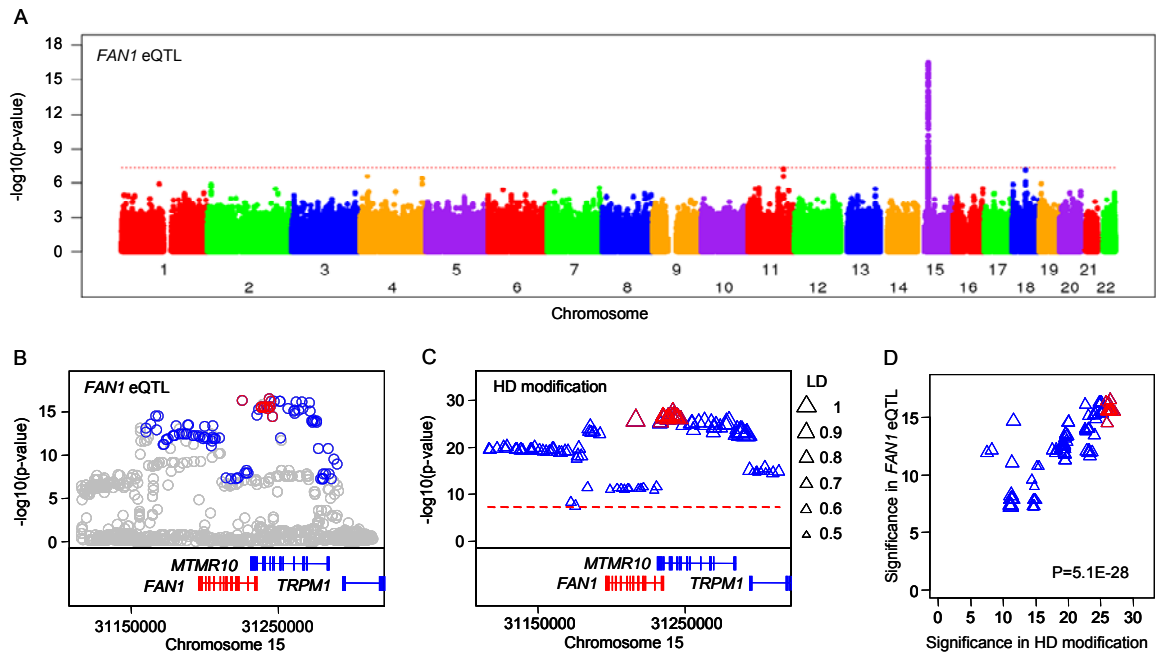 A
FAN1 eQTL
-log10(p-value)
18
15
12
9
6
3
0
1 3 5 7 9 11 13 15 17 19 21
2 4 6 8 10 12 14 16 18 20 22
Chromosome
B
FAN1 eQTL
-log10(p-value)
15
10
5
0
MTMR10
FAN1 TRPM1
31150000 31250000
Chromosome 15
C
HD modification
-log10(p-value)
30
20
10
0
MTMR10
FAN1 TRPM1
31150000 31250000
Chromosome 15
LD
1
0.9
0.8
0.7
0.6
0.5
D
Significance in FAN1 eQTL
15
10
5
0
P=5.1E-28
0 5 10 15 20 25 30
Significance in HD modification